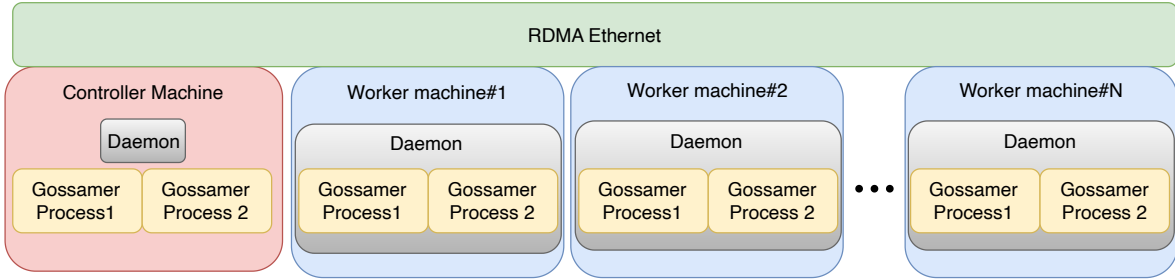 RDMA Ethernet
Controller Machine
Daemon
Gossamer
Process1
Gossamer
Process 2
Worker machine#1
Daemon
Gossamer
Process1
Gossamer
Process 2
Worker machine#2
Daemon
Gossamer
Process1
Gossamer
Process 2
Worker machine#N
Daemon
Gossamer
Process1
Gossamer
Process 2